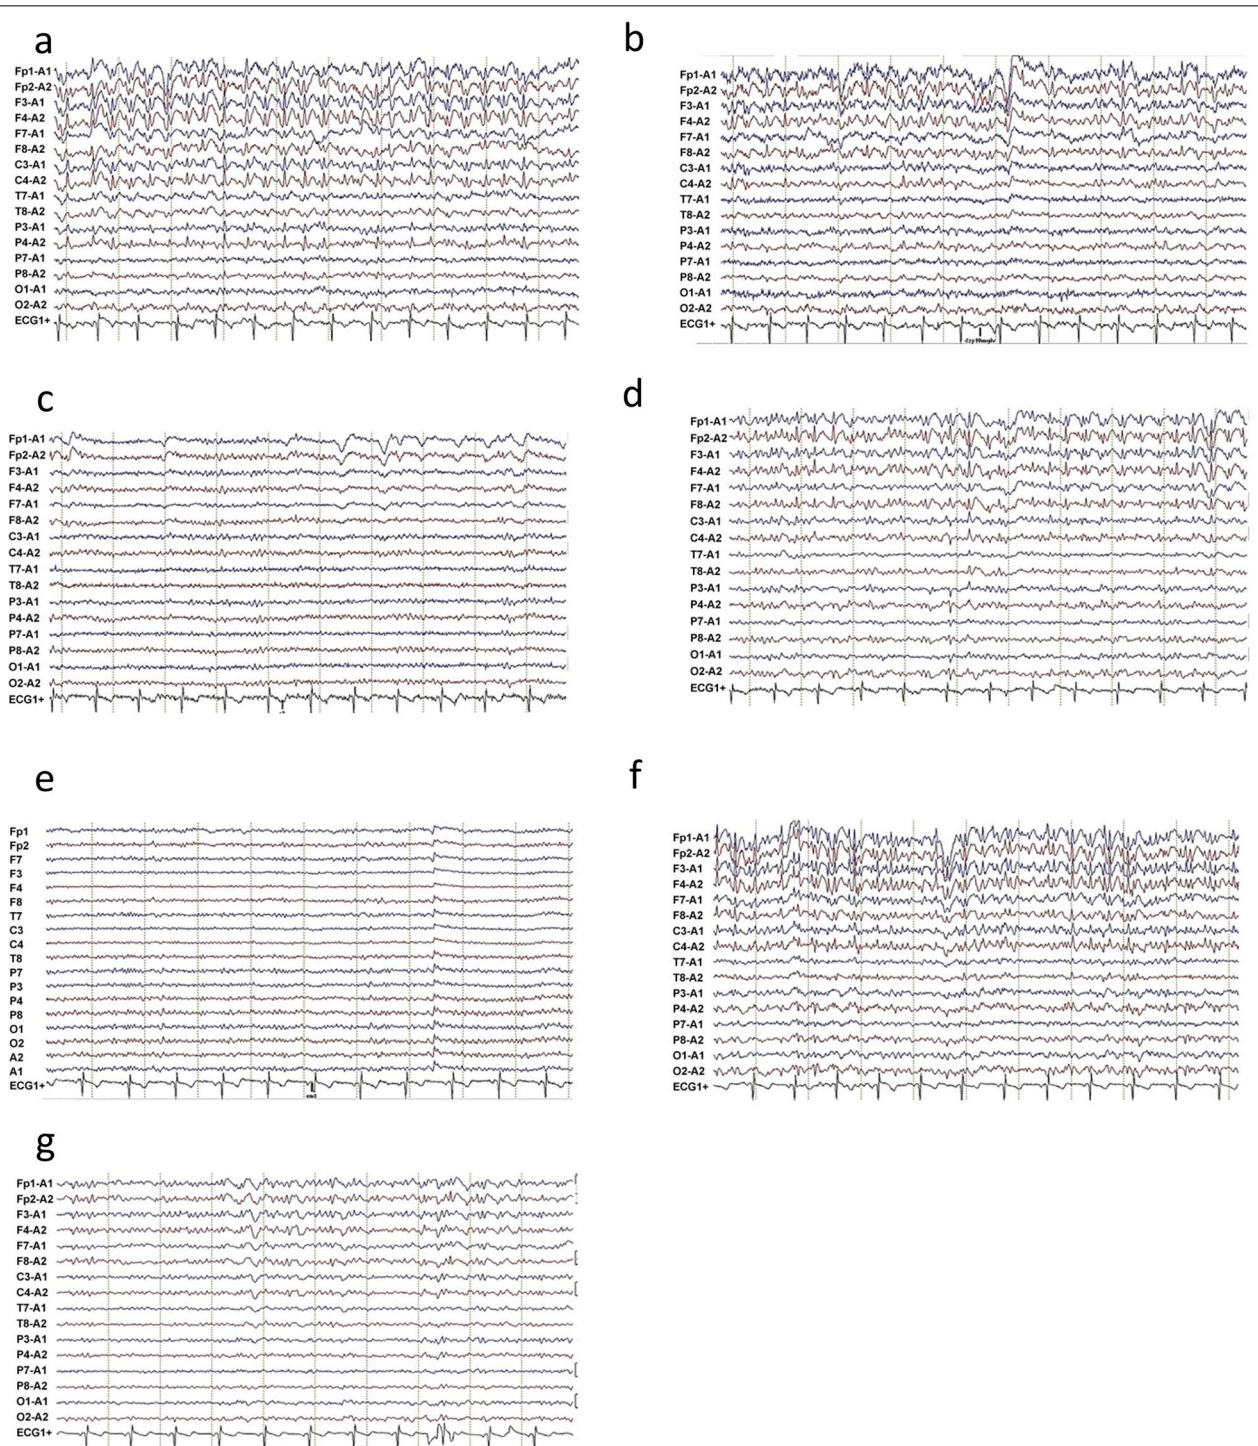 a
Fp1-A1
Fp2-A2
F3-A1
F4-A2
F7-A1
F8-A2
C3-A1
C4-A2
T7-A1
T8-A2
P3-A1
P4-A2
P7-A1
P8-A2
O1-A1
O2-A2
ECG1+
b
Fp1-A1
Fp2-A2
F3-A1
F4-A2
F7-A1
F8-A2
C3-A1
C4-A2
T7-A1
T8-A2
P3-A1
P4-A2
P7-A1
P8-A2
O1-A1
O2-A2
ECG1+
c
Fp1-A1
Fp2-A2
F3-A1
F4-A2
F7-A1
F8-A2
C3-A1
C4-A2
T7-A1
T8-A2
P3-A1
P4-A2
P7-A1
P8-A2
O1-A1
O2-A2
ECG1+
d
Fp1-A1
Fp2-A2
F3-A1
F4-A2
F7-A1
F8-A2
C3-A1
C4-A2
T7-A1
T8-A2
P3-A1
P4-A2
P7-A1
P8-A2
O1-A1
O2-A2
ECG1+
e
Fp1
Fp2
F7
F3
F4
F8
T7
C3
C4
T8
P7
P3
P4
P8
O1
O2
A2
A1
ECG1+
f
Fp1-A1
Fp2-A2
F3-A1
F4-A2
F7-A1
F8-A2
C3-A1
C4-A2
T7-A1
T8-A2
P3-A1
P4-A2
P7-A1
P8-A2
O1-A1
O2-A2
ECG1+
g
Fp1-A1
Fp2-A2
F3-A1
F4-A2
F7-A1
F8-A2
C3-A1
C4-A2
T7-A1
T8-A2
P3-A1
P4-A2
P7-A1
P8-A2
O1-A1
O2-A2
ECG1+